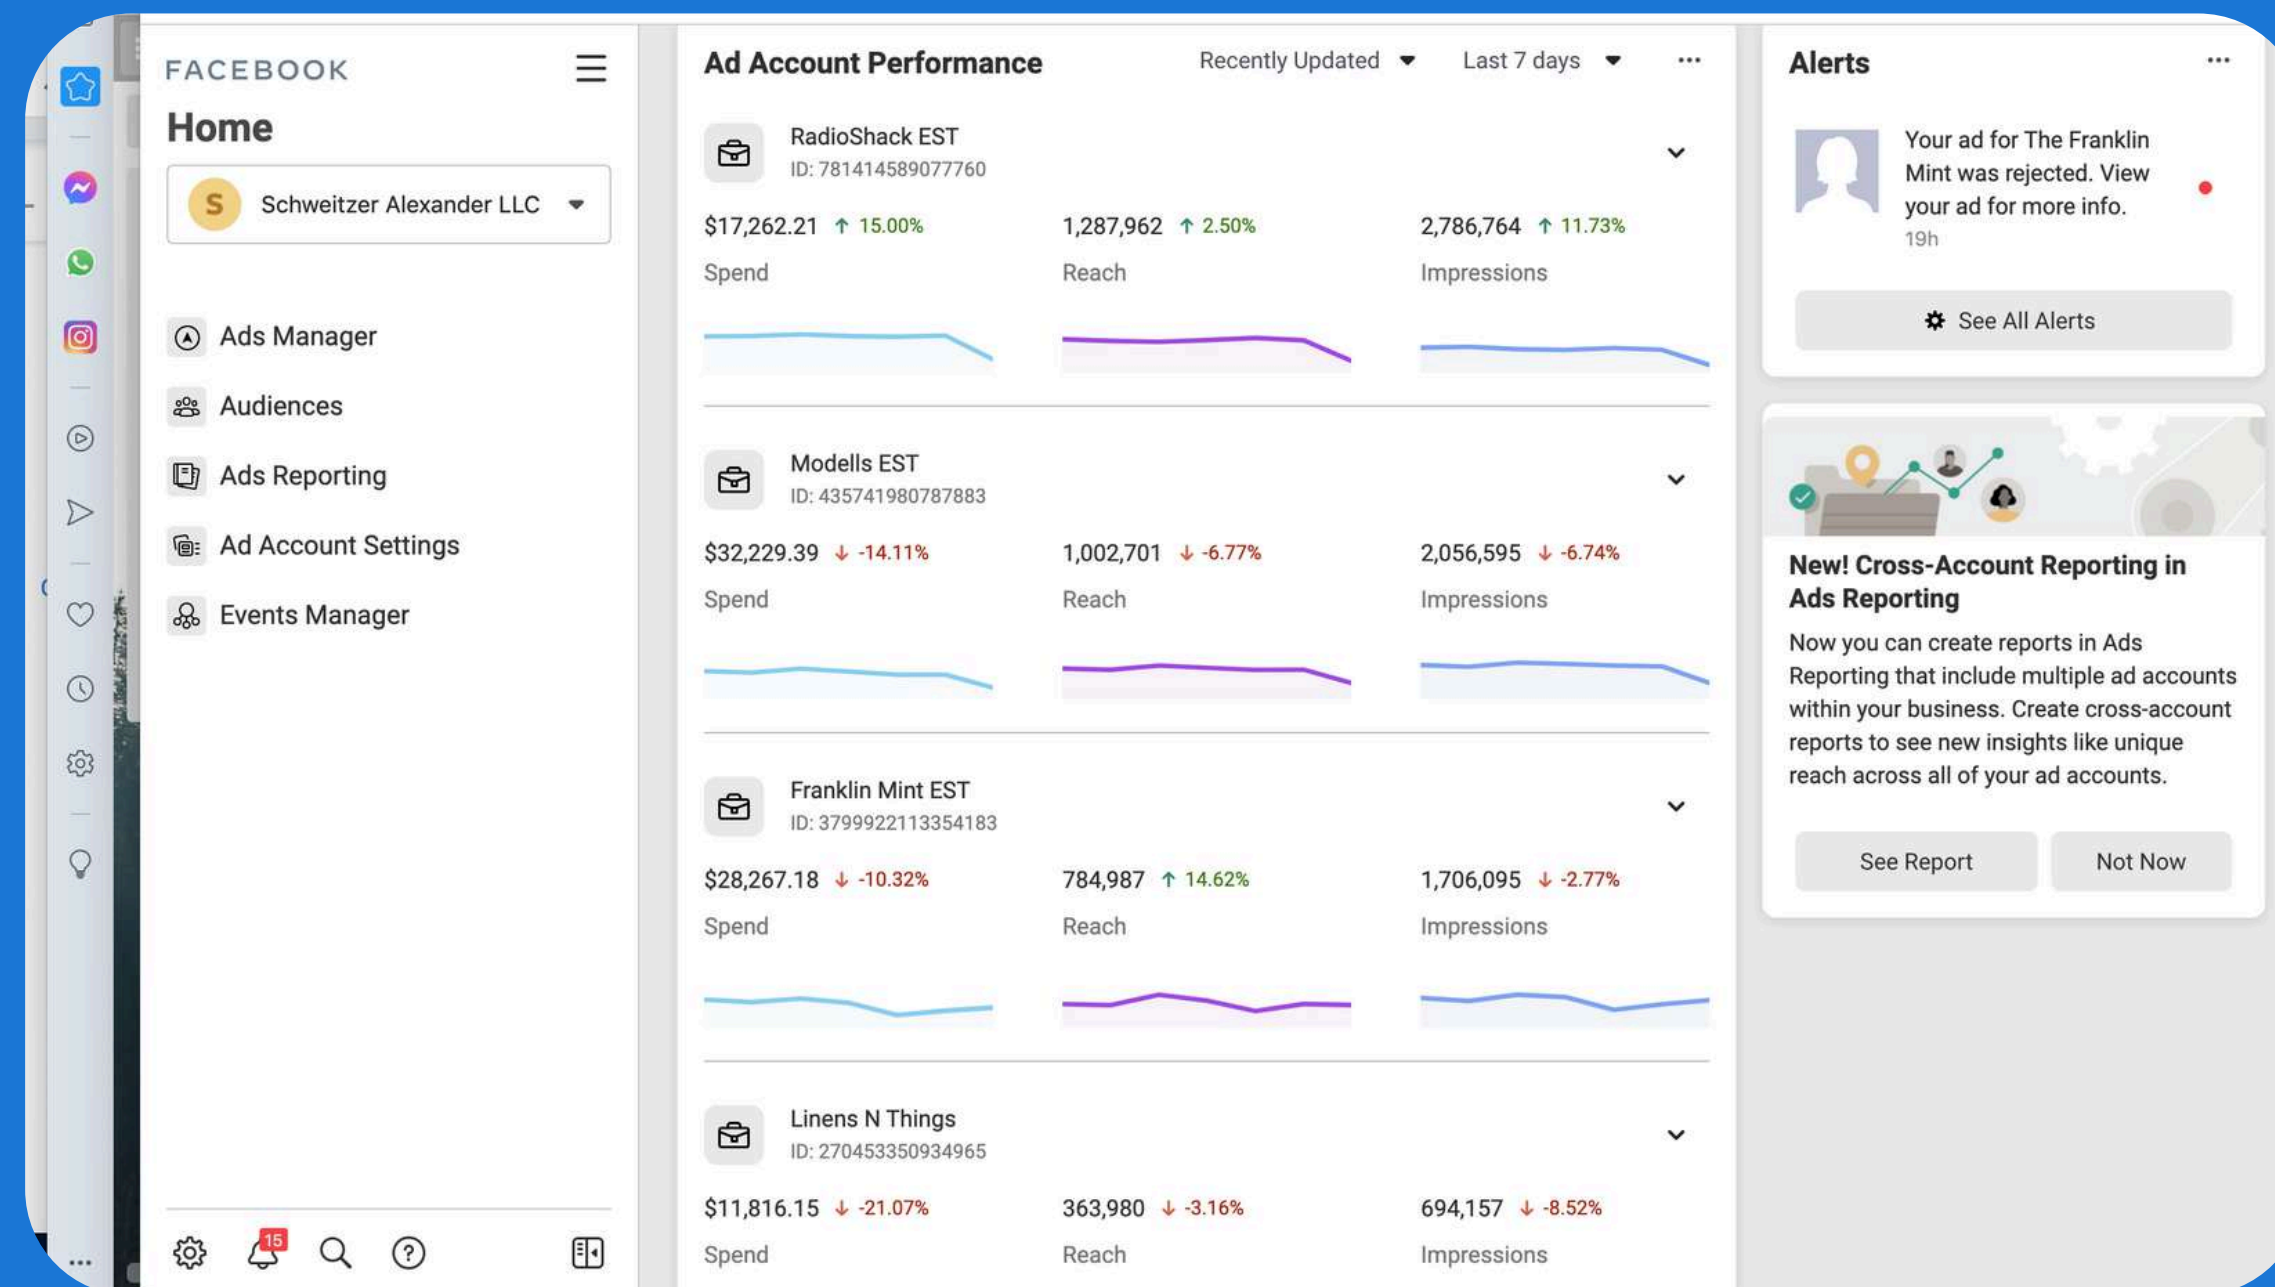 FACEBOOK
Home
S
Schweitzer Alexander LLC
Ads Manager
Audiences
Ads Reporting
Ad Account Settings
Events Manager
15
Ad Account Performance
Recently Updated
Last 7 days
RadioShack EST
ID: 781414589077760
$17,262.21 ↑ 15.00%
Spend
1,287,962 ↑ 2.50%
Reach
2,786,764 ↑ 11.73%
Impressions
Modells EST
ID: 435741980787883
$32,229.39 ↓ -14.11%
Spend
1,002,701 ↓ -6.77%
Reach
2,056,595 ↓ -6.74%
Impressions
Franklin Mint EST
ID: 3799922113354183
$28,267.18 ↓ -10.32%
Spend
784,987 ↑ 14.62%
Reach
1,706,095 ↓ -2.77%
Impressions
Linens N Things
ID: 270453350934965
$11,816.15 ↓ -21.07%
Spend
363,980 ↓ -3.16%
Reach
694,157 ↓ -8.52%
Impressions
Alerts
Your ad for The Franklin
Mint was rejected. View
your ad for more info.
19h
See All Alerts
New! Cross-Account Reporting in
Ads Reporting
Now you can create reports in Ads
Reporting that include multiple ad accounts
within your business. Create cross-account
reports to see new insights like unique
reach across all of your ad accounts.
See Report
Not Now